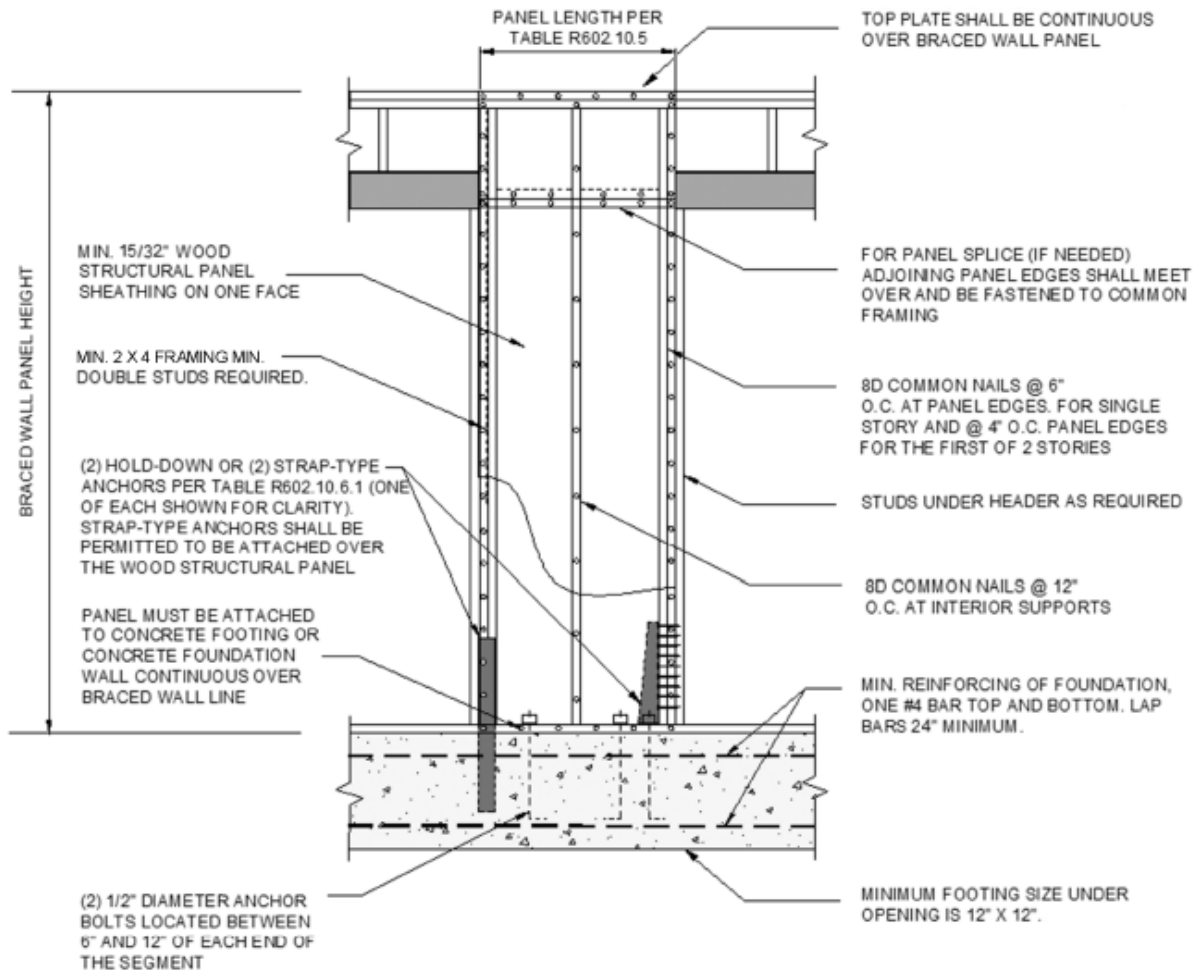 PANEL LENGTH PER
TABLE R602.10.5
TOP PLATE SHALL BE CONTINUOUS
OVER BRACED WALL PANEL
BRACED WALL PANEL HEIGHT
MIN. 15/32" WOOD
STRUCTURAL PANEL
SHEATHING ON ONE FACE
MIN. 2 X 4 FRAMING MIN.
DOUBLE STUDS REQUIRED.
(2) HOLD-DOWN OR (2) STRAP-TYPE
ANCHORS PER TABLE R602.10.6.1 (ONE
OF EACH SHOWN FOR CLARITY).
STRAP-TYPE ANCHORS SHALL BE
PERMITTED TO BE ATTACHED OVER
THE WOOD STRUCTURAL PANEL
PANEL MUST BE ATTACHED
TO CONCRETE FOOTING OR
CONCRETE FOUNDATION
WALL CONTINUOUS OVER
BRACED WALL LINE
(2) 1/2" DIAMETER ANCHOR
BOLTS LOCATED BETWEEN
6" AND 12" OF EACH END OF
THE SEGMENT
FOR PANEL SPLICE (IF NEEDED)
ADJOINING PANEL EDGES SHALL MEET
OVER AND BE FASTENED TO COMMON
FRAMING
8D COMMON NAILS @ 6"
O.C. AT PANEL EDGES. FOR SINGLE
STORY AND @ 4" O.C. PANEL EDGES
FOR THE FIRST OF 2 STORIES
STUDS UNDER HEADER AS REQUIRED
8D COMMON NAILS @ 12"
O.C. AT INTERIOR SUPPORTS
MIN. REINFORCING OF FOUNDATION,
ONE #4 BAR TOP AND BOTTOM. LAP
BARS 24" MINIMUM.
MINIMUM FOOTING SIZE UNDER
OPENING IS 12" X 12".